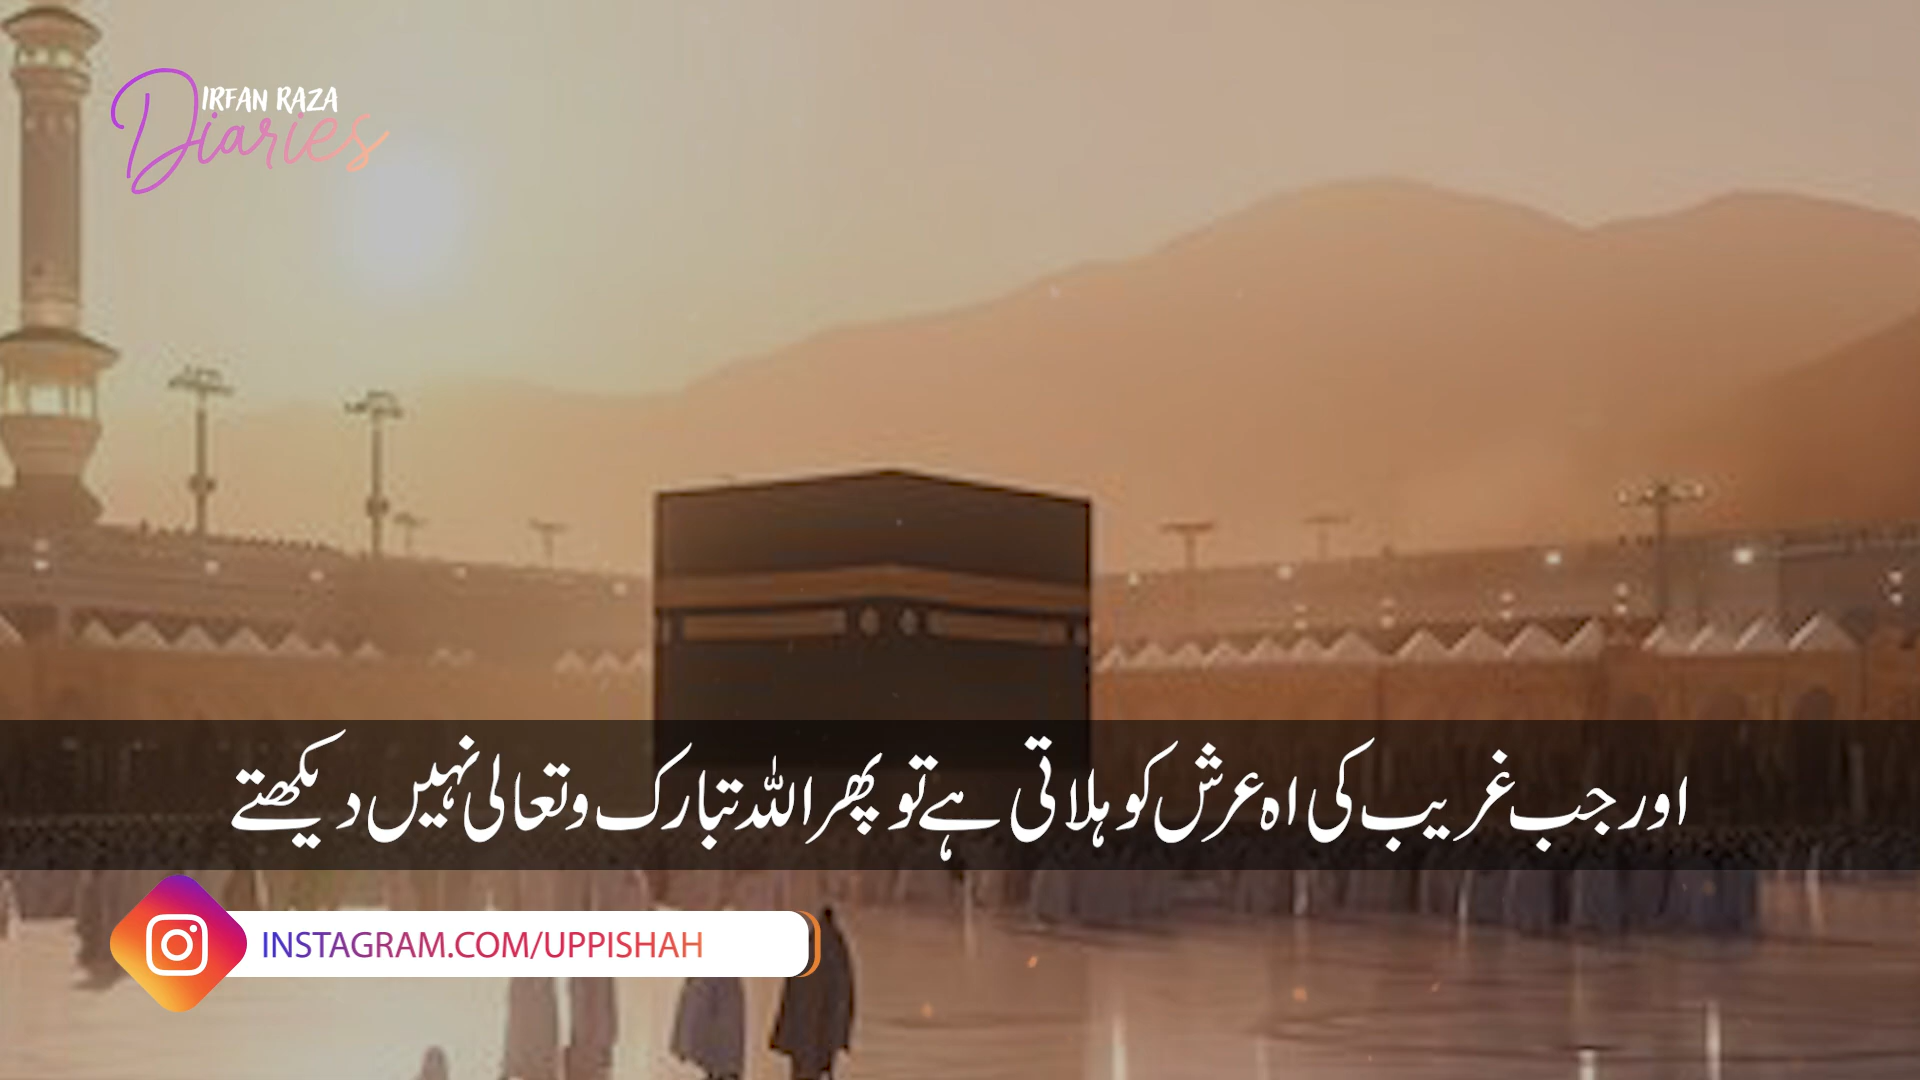 IRFAN RAZA
Diaries
اور جب غریب کی اہ عرش کو ہلاتی ہے تو پھر اللہ تبارک وتعالی نہیں دیکھتے
INSTAGRAM.COM/UPPISHAH